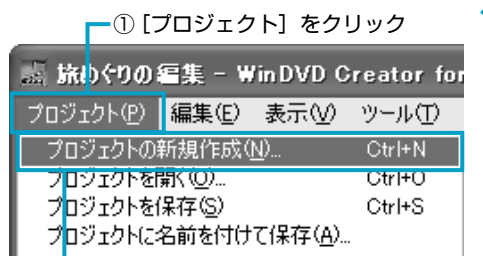 ①[プロジェクト]をクリック
旅めぐりの編集 - WinDVD Creator for
プロジェクト(P) 編集(E) 表示(V) ツール(T)
プロジェクトの新規作成(N)... Ctrl+N
プロジェクトを開く(O)... Ctrl+O
プロジェクトを保存(S) Ctrl+S
プロジェクトに名前を付けて保存(A)...